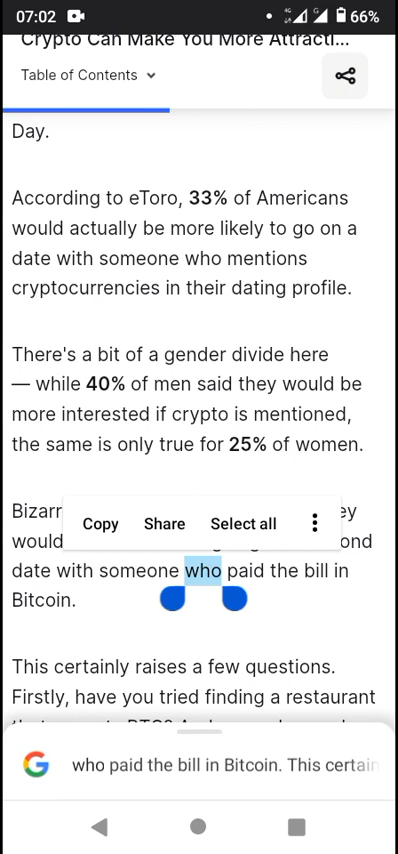 07:02
4G
G
66%
Crypto Can Make You More Attracti...
Table of Contents
Day.
According to eToro, 33% of Americans
would actually be more likely to go on a
date with someone who mentions
cryptocurrencies in their dating profile.
There's a bit of a gender divide here
— while 40% of men said they would be
more interested if crypto is mentioned,
the same is only true for 25% of women.
Copy Share Select all
would
date with someone who paid the bill in
Bitcoin.
This certainly raises a few questions.
Firstly, have you tried finding a restaurant
who paid the bill in Bitcoin. This certain